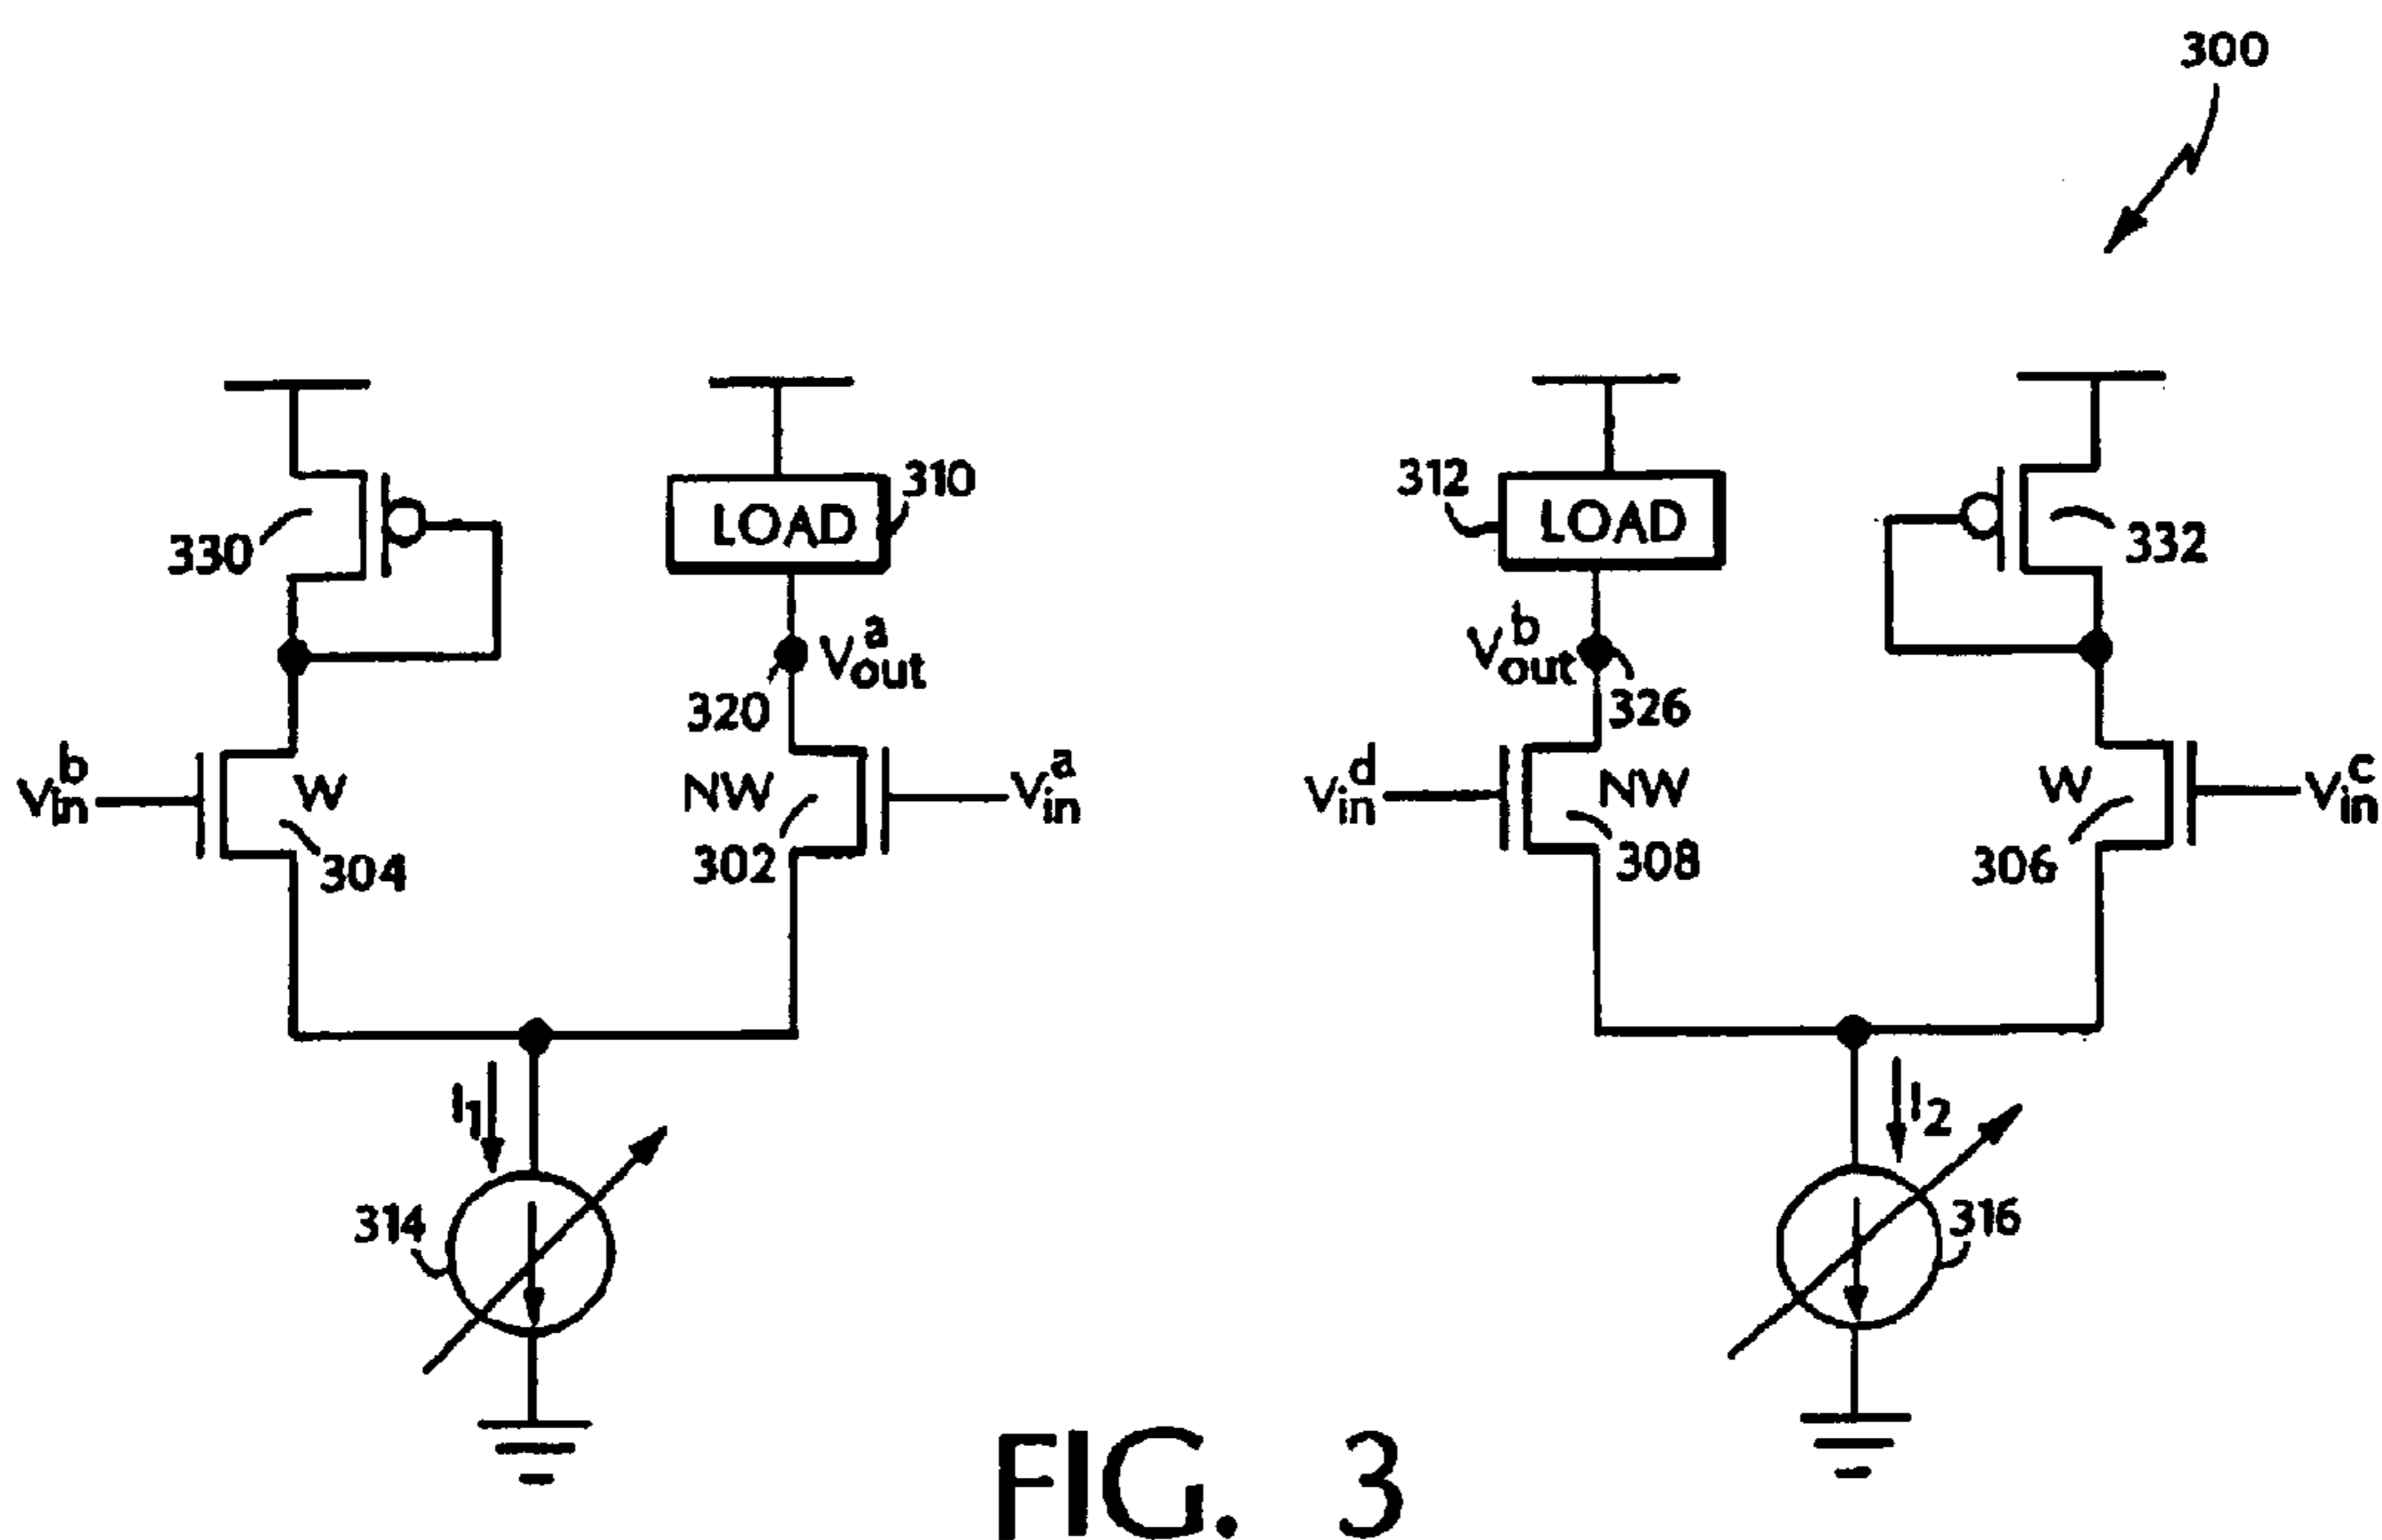 300
310
LOAD
330
312
LOAD
332
V^a_out
320
V^b_out
326
V^b_in
W
304
NW
302
V^a_in
V^d_in
NW
308
W
306
V^c_in
I1
314
I2
316
FIG. 3